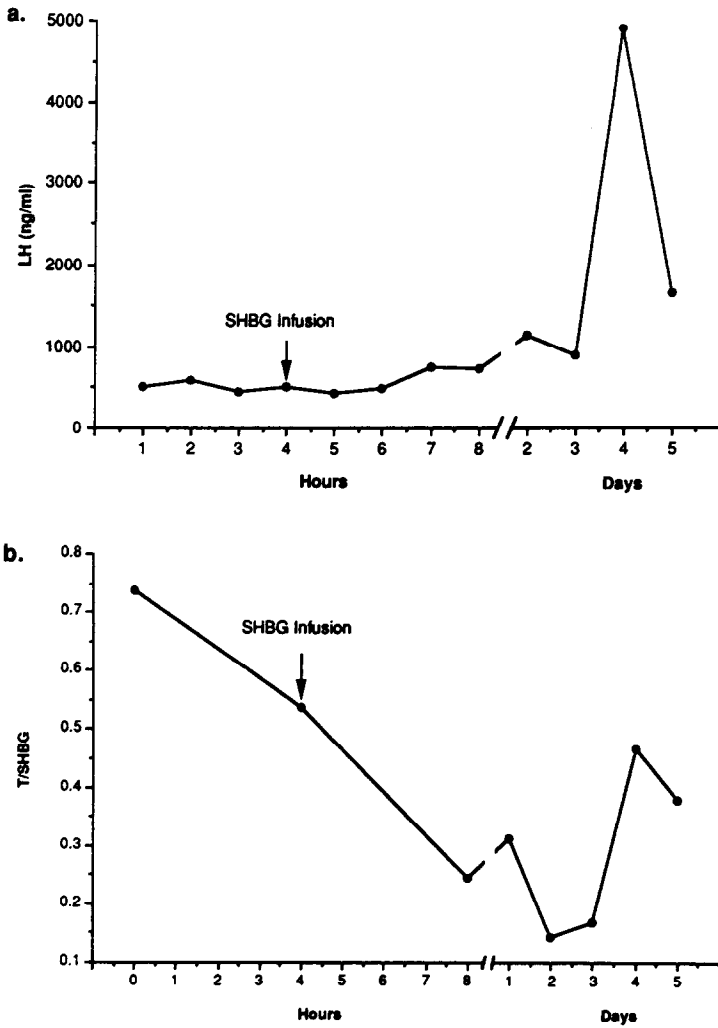 a.
5000
4000
3000
2000
1000
0
LH (ng/ml)
SHBG Infusion
1 2 3 4 5 6 7 8 2 3 4 5
Hours Days
b.
0.8
0.7
0.6
0.5
0.4
0.3
0.2
0.1
T/SHBG
SHBG Infusion
0 1 2 3 4 5 6 7 8 1 2 3 4 5
Hours Days